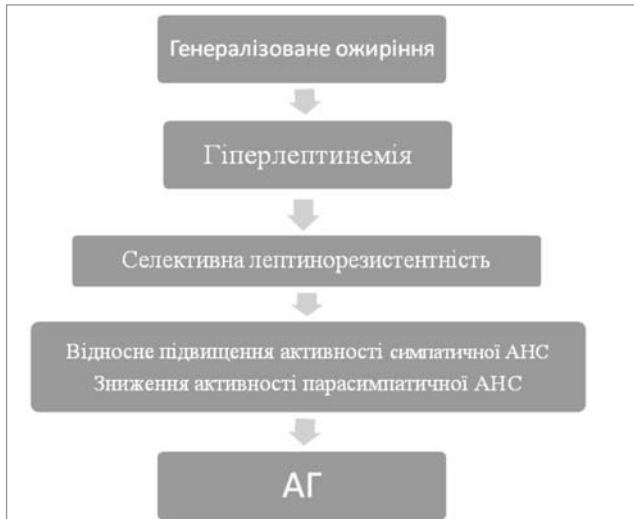 Генералізоване ожиріння
Гіперлептинемія
Селективна лептинорезистентність
Відносне підвищення активності симпатичної АНС
Зниження активності парасимпатичної АНС
АГ